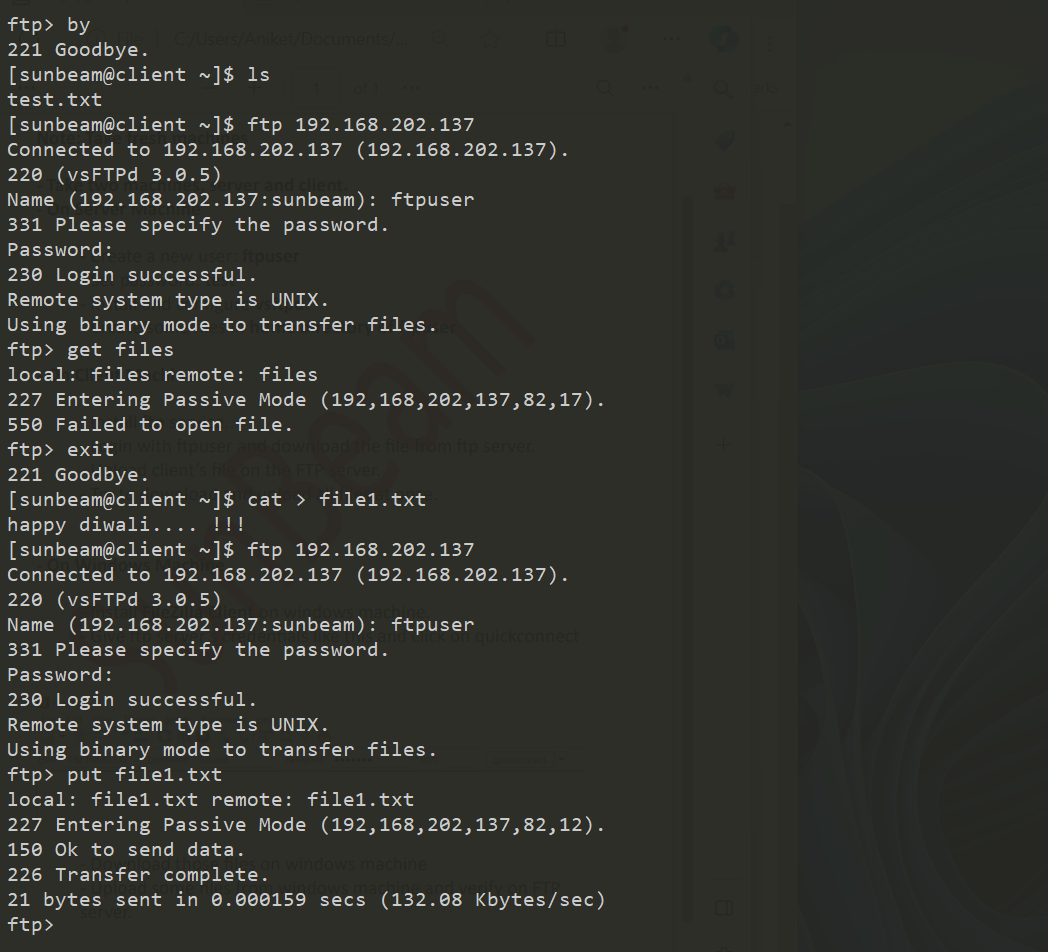 ftp> by
221 Goodbye.
[sunbeam@client ~]$ ls
test.txt
[sunbeam@client ~]$ ftp 192.168.202.137
Connected to 192.168.202.137 (192.168.202.137).
220 (vsFTPd 3.0.5)
Name (192.168.202.137:sunbeam): ftpuser
331 Please specify the password.
Password:
230 Login successful.
Remote system type is UNIX.
Using binary mode to transfer files.
ftp> get files
local: files remote: files
227 Entering Passive Mode (192,168,202,137,82,17).
550 Failed to open file.
ftp> exit
221 Goodbye.
[sunbeam@client ~]$ cat > file1.txt
happy diwali.... !!!
[sunbeam@client ~]$ ftp 192.168.202.137
Connected to 192.168.202.137 (192.168.202.137).
220 (vsFTPd 3.0.5)
Name (192.168.202.137:sunbeam): ftpuser
331 Please specify the password.
Password:
230 Login successful.
Remote system type is UNIX.
Using binary mode to transfer files.
ftp> put file1.txt
local: file1.txt remote: file1.txt
227 Entering Passive Mode (192,168,202,137,82,12).
150 Ok to send data.
226 Transfer complete.
21 bytes sent in 0.000159 secs (132.08 Kbytes/sec)
ftp>